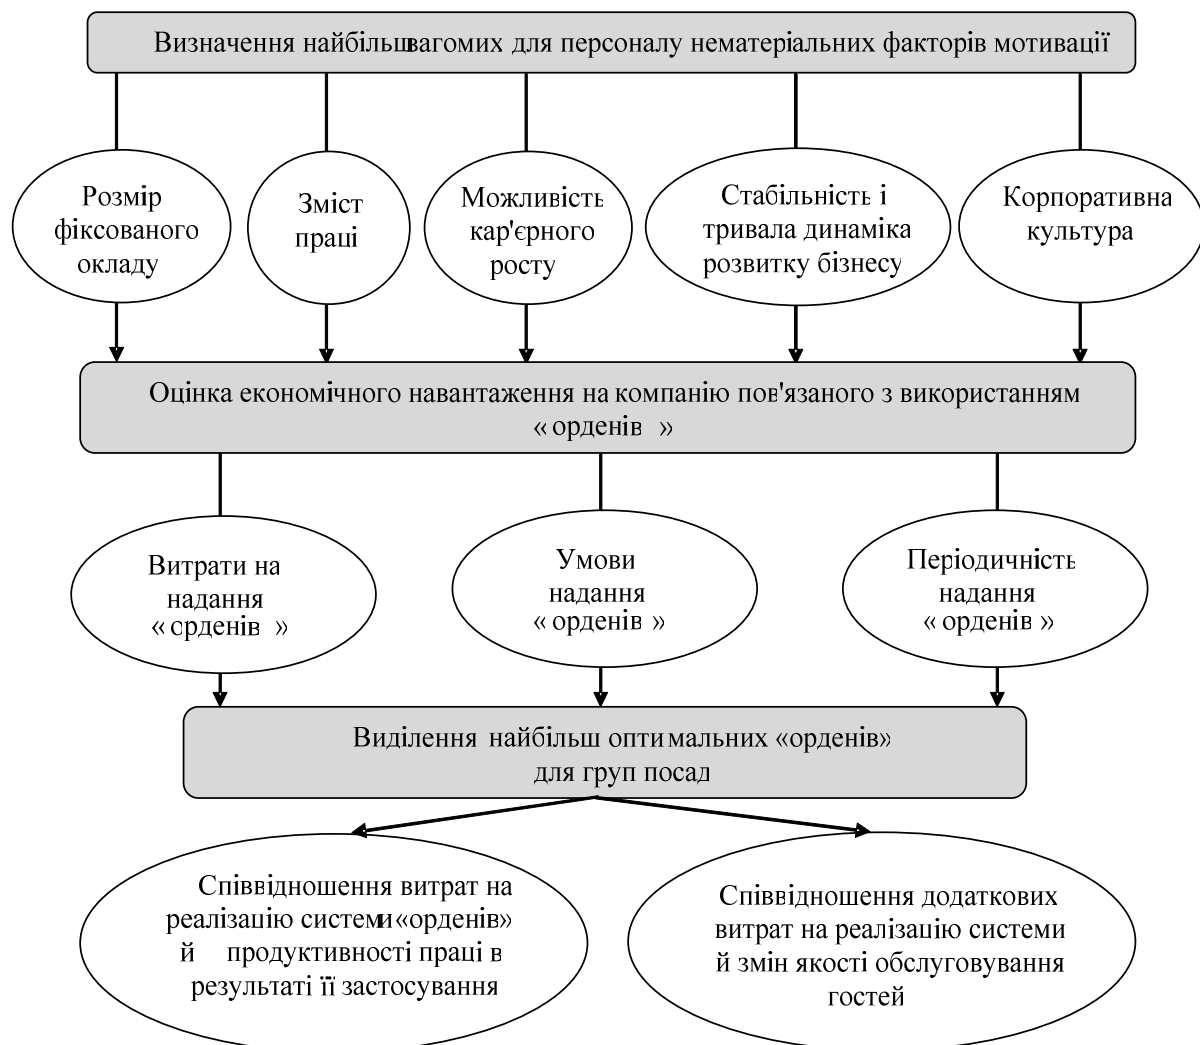 Визначення найбільш вагомих для персоналу нематеріальних факторів мотивації
Розмір
фіксованого
окладу
Зміст
праці
Можливість
кар'єрного
росту
Стабільність і
тривала динаміка
розвитку бізнесу
Корпоративна
культура
Оцінка економічного навантаження на компанію пов'язаного з використанням
«орденів»
Витрати на
надання
«орденів»
Умови
надання
«орденів»
Періодичність
надання
«орденів»
Виділення найбільш оптимальних «орденів»
для груп посад
Співвідношення витрат на
реалізацію системи «орденів»
й продуктивності праці в
результаті її застосування
Співвідношення додаткових
витрат на реалізацію системи
й змін якості обслуговування
гостей